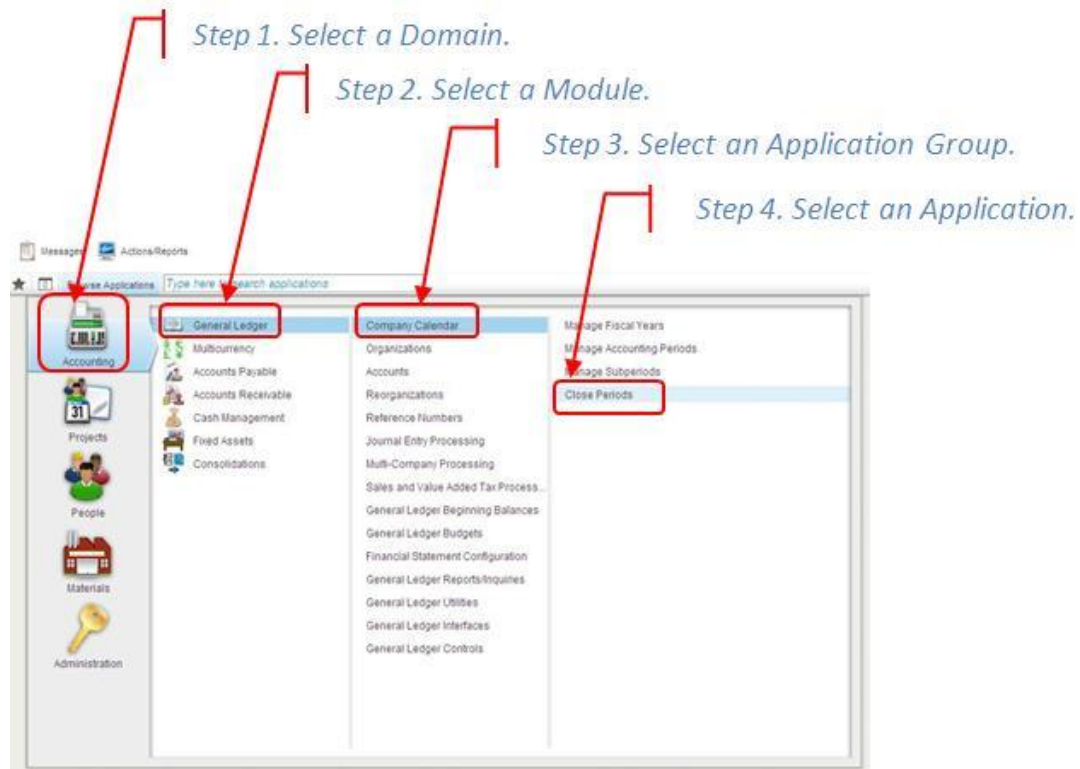 Step 1. Select a Domain.
Step 2. Select a Module.
Step 3. Select an Application Group.
Step 4. Select an Application.
Messages Actions/Reports
Browse Applications Type here to search applications
Accounting
Projects
People
Materials
Administration
General Ledger
Multicurrency
Accounts Payable
Accounts Receivable
Cash Management
Fixed Assets
Consolidations
Company Calendar
Organizations
Accounts
Reorganizations
Reference Numbers
Journal Entry Processing
Multi-Company Processing
Sales and Value Added Tax Process...
General Ledger Beginning Balances
General Ledger Budgets
Financial Statement Configuration
General Ledger Reports/Inquiries
General Ledger Utilities
General Ledger Interfaces
General Ledger Controls
Manage Fiscal Years
Manage Accounting Periods
Manage Subperiods
Close Periods
31